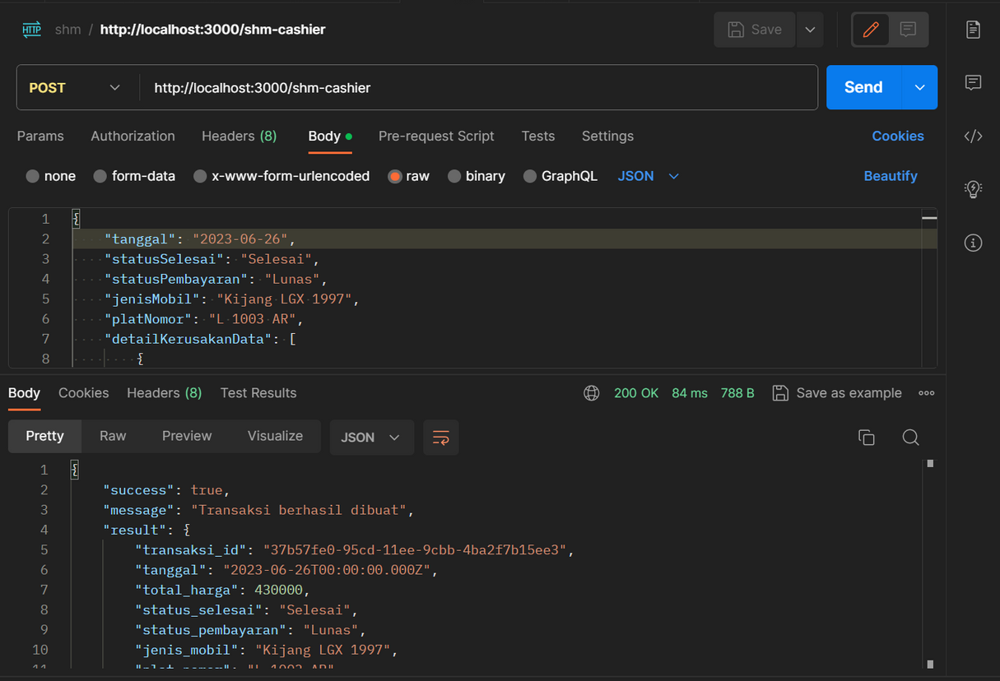 HTTP shm / http://localhost:3000/shm-cashier Save
POST http://localhost:3000/shm-cashier Send
Params Authorization Headers (8) Body Pre-request Script Tests Settings Cookies
none form-data x-www-form-urlencoded raw binary GraphQL JSON Beautify
1 {
2 "tanggal": "2023-06-26",
3 "statusSelesai": "Selesai",
4 "statusPembayaran": "Lunas",
5 "jenisMobil": "Kijang LGX 1997",
6 "platNomor": "L 1003 AR",
7 "detailKerusakanData": [
8 {
Body Cookies Headers (8) Test Results 200 OK 84 ms 788 B Save as example
Pretty Raw Preview Visualize JSON
1 {
2 "success": true,
3 "message": "Transaksi berhasil dibuat",
4 "result": {
5 "transaksi_id": "37b57fe0-95cd-11ee-9cbb-4ba2f7b15ee3",
6 "tanggal": "2023-06-26T00:00:00.000Z",
7 "total_harga": 430000,
8 "status_selesai": "Selesai",
9 "status_pembayaran": "Lunas",
10 "jenis_mobil": "Kijang LGX 1997",